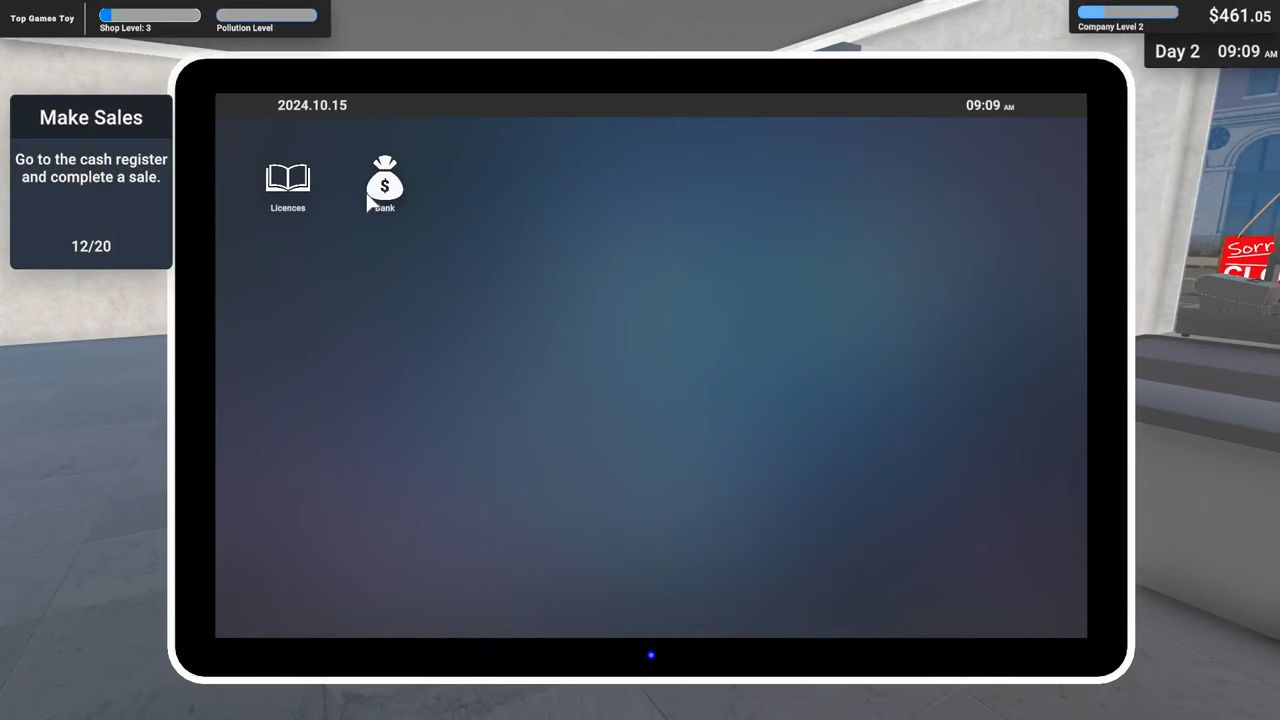 Top Games Toy
Shop Level: 3
Pollution Level
Company Level 2
$461.05
Day 2 09:09 AM
Make Sales
Go to the cash register
and complete a sale.
12/20
2024.10.15
09:09 AM
Licences
$
Bank
Sorr